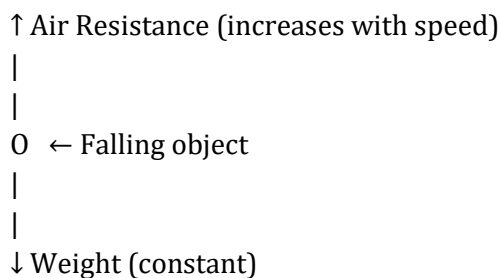 ↑ Air Resistance (increases with speed)
|
|
O ← Falling object
|
|
↓ Weight (constant)